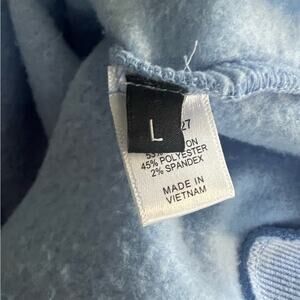 L
27
45% POLYESTER
2% SPANDEX
MADE IN
VIETNAM